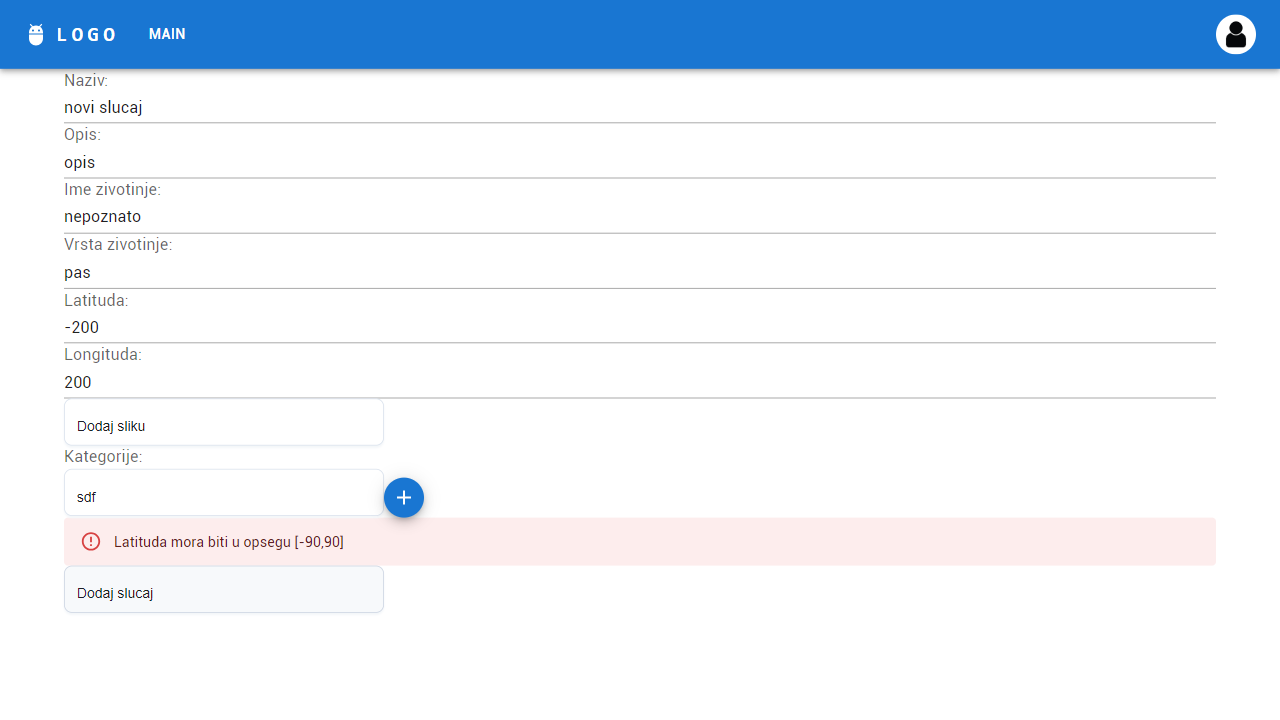 LOGO MAIN
Naziv:
novi slucaj
Opis:
opis
Ime zivotinje:
nepoznato
Vrsta zivotinje:
pas
Latituda:
-200
Longituda:
200
Dodaj sliku
Kategorije:
sdf
Latituda mora biti u opsegu [-90,90]
Dodaj slucaj